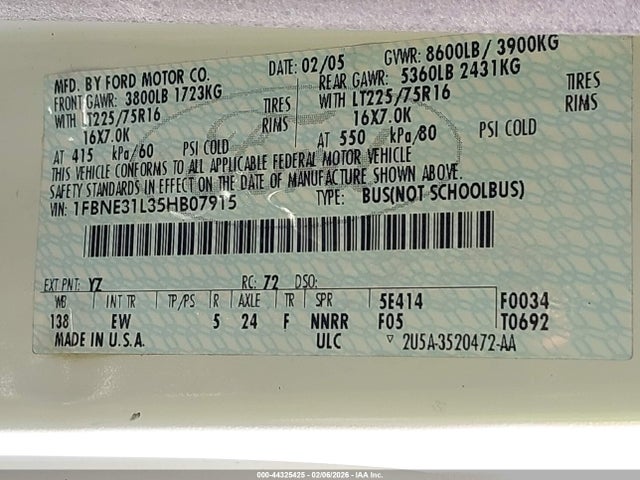 MFD. BY FORD MOTOR CO. DATE: 02/05 GVWR: 8600LB/ 3900KG
FRONT GAWR: 3800LB 1723KG REAR GAWR: 5360LB 2431KG
WITH LT225/75R16 TIRES WITH LT225/75R16 TIRES
16X7.0K RIMS 16X7.0K RIMS
AT 415 kPa/60 PSI COLD AT 550 kPa/80 PSI COLD
THIS VEHICLE CONFORMS TO ALL APPLICABLE FEDERAL MOTOR VEHICLE
SAFETY STANDARDS IN EFFECT ON THE DATE OF MANUFACTURE SHOWN ABOVE.
VIN: 1FBNE31L35HB07915 TYPE: BUS(NOT SCHOOLBUS)
EXT PNT: YZ RC: 72 DSO:
WB INT TR TP/PS R AXLE TR SPR 5E414 F0034
138 EW 5 24 F NNRR F05 T0692
MADE IN U.S.A. ULC ▽ 2U5A-3520472-AA
000-44325425 - 02/06/2026 - IAA Inc.